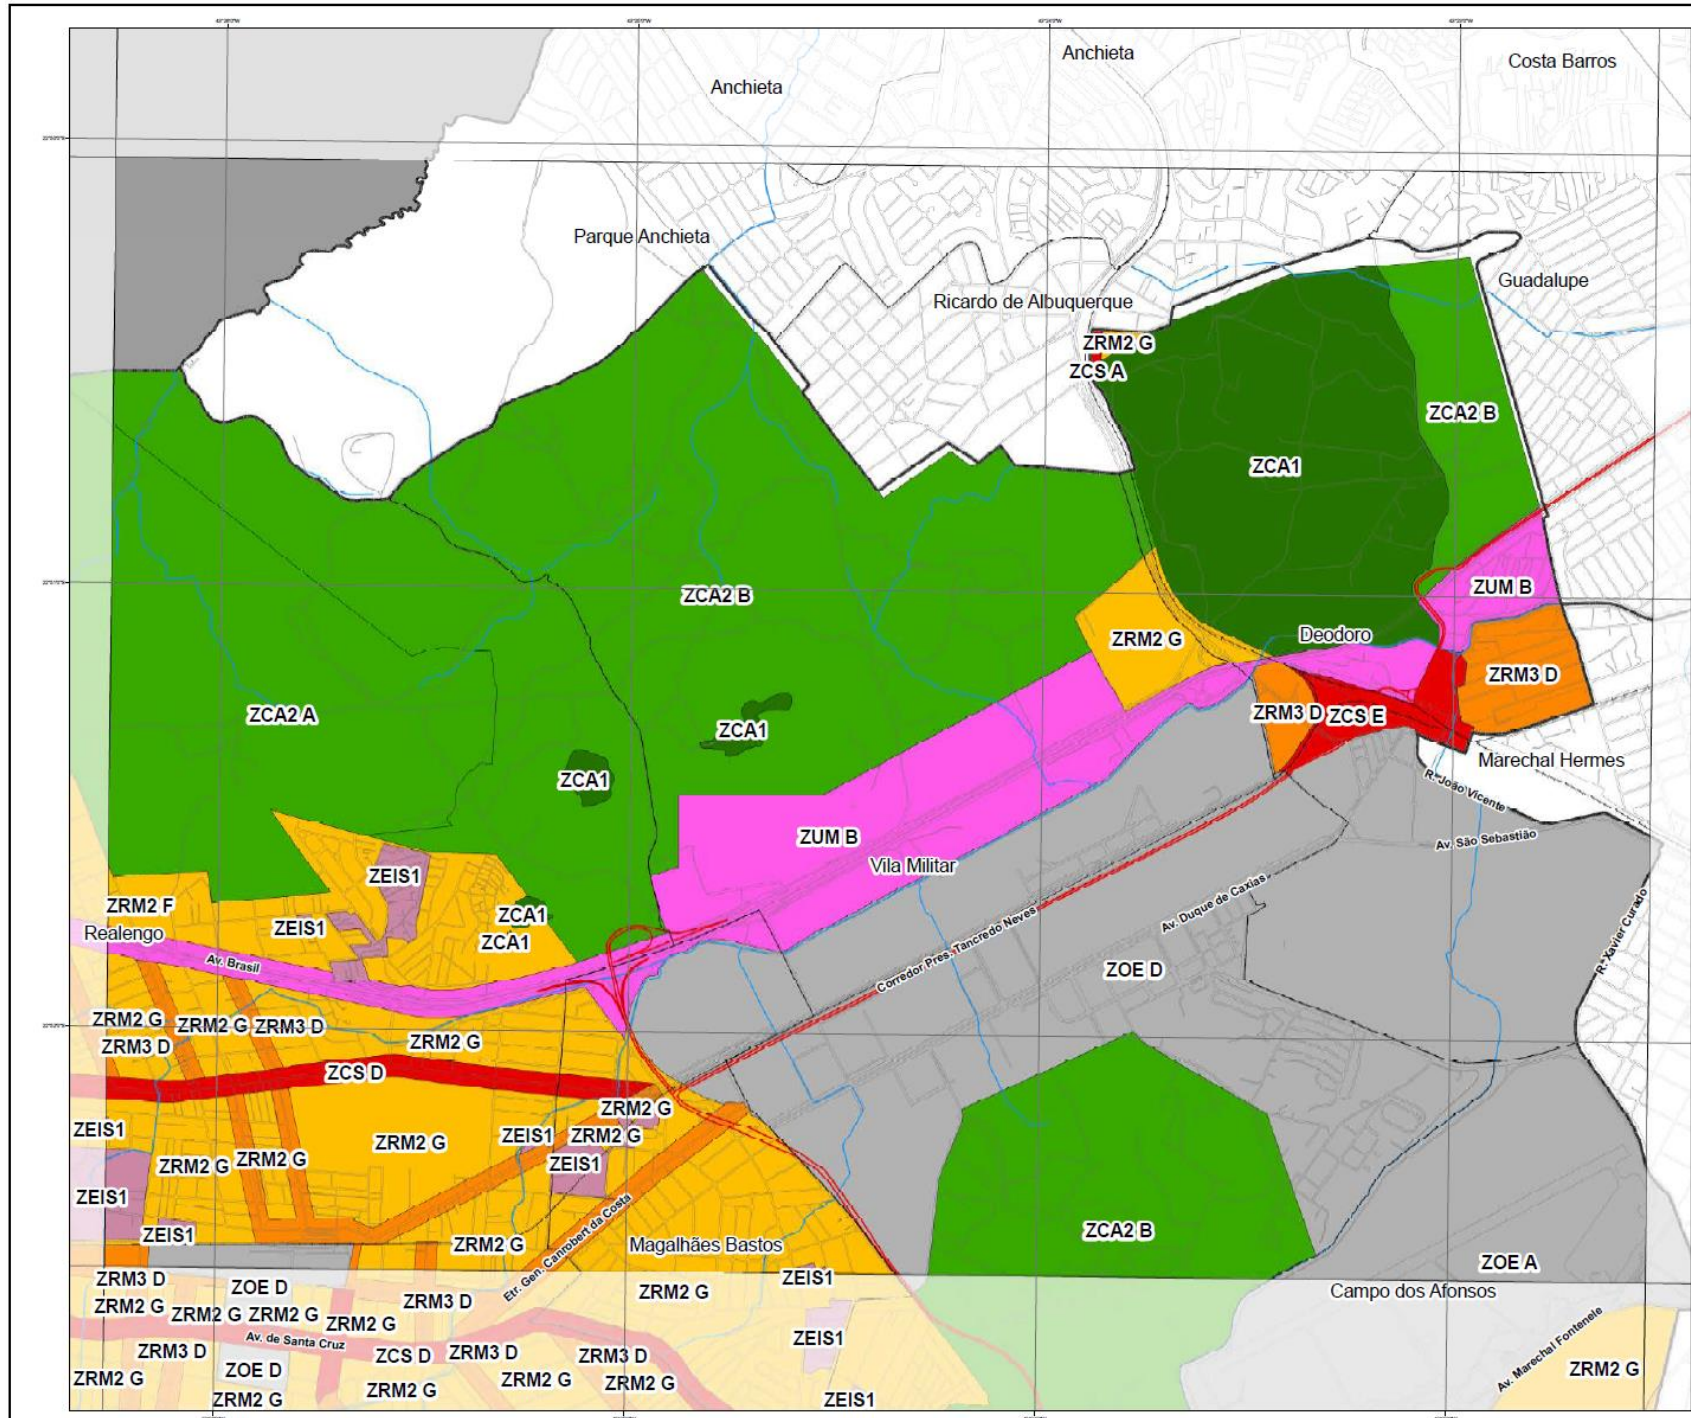 Anchieta
Costa Barros
Anchieta
Parque Anchieta
Guadalupe
Ricardo de Albuquerque
ZRM2 G
ZCS A
ZCA2 B
ZCA1
ZUM B
ZCA2 B
Deodoro
ZRM2 G
ZRM3 D
ZCA2 A
ZRM3 D
ZCS E
ZCA1
Marechal Hermes
ZCA1
R. João Vicente
ZUM B
Av. São Sebastião
Vila Militar
ZEIS1
Av. Duque de Caxias
ZRM2 F
ZCA1
ZEIS1
Realengo
ZCA1
R. Xavier Curado
Corredor Pres. Tancredo Neves
Av. Brasil
ZOE D
ZRM2 G
ZRM2 G
ZRM3 D
ZRM3 D
ZRM2 G
ZCS D
ZRM2 G
ZEIS1
ZEIS1
ZRM2 G
ZRM2 G
ZRM2 G
ZRM2 G
ZEIS1
ZEIS1
ZEIS1
Etr. Gen. Canrobert da Costa
ZRM2 G
Magalhães Bastos
ZCA2 B
ZOE A
ZRM3 D
ZOE D
ZEIS1
ZRM2 G
Campo dos Afonsos
ZRM2 G
ZRM2 G
ZRM2 G
ZRM3 D
ZRM2 G
Av. de Santa Cruz
ZEIS1
Av. Marechal Fontenele
ZRM3 D
ZCS D
ZRM3 D
ZRM3 D
ZOE D
ZRM2 G
ZRM2 G
ZRM2 G
ZRM2 G
ZRM2 G
ZRM2 G
ZEIS1